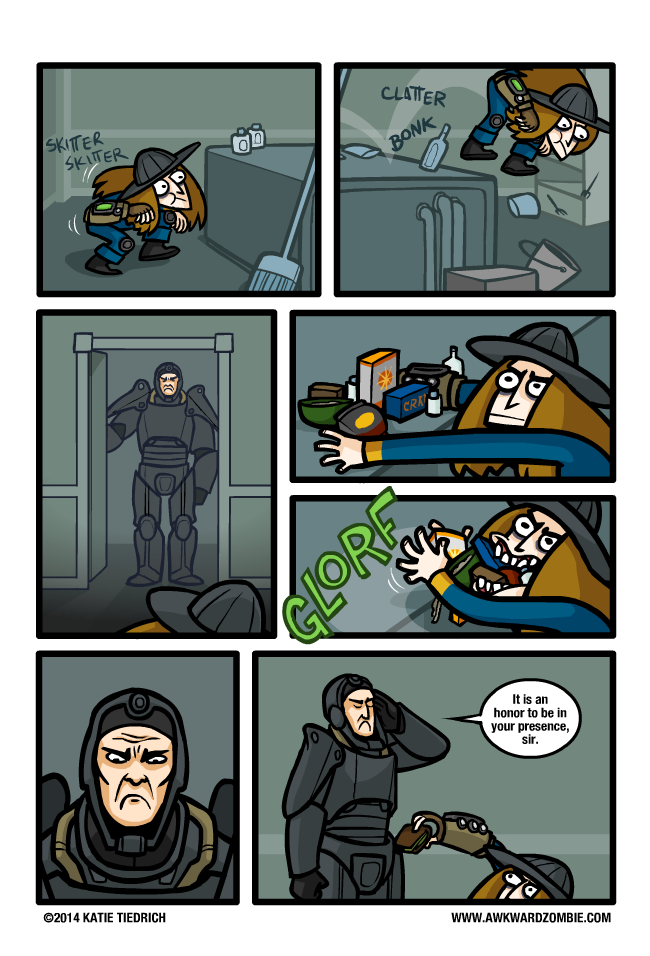 SKITTER
SKITTER
CLATTER
BONK
CRA
GLORF
It is an
honor to be in
your presence,
sir.
©2014 KATIE TIEDRICH
WWW.AWKWARDZOMBIE.COM